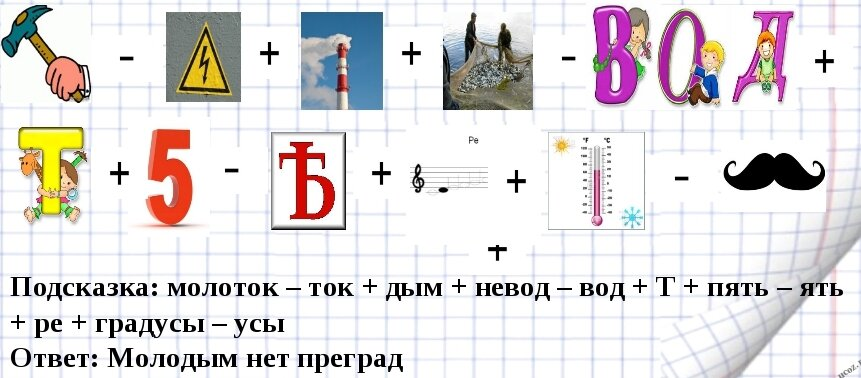 - + + - ВОД +
Т + 5 - Ѣ + Ре + °F °C -
+
Подсказка: молоток – ток + дым + невод – вод + Т + пять – ять
+ ре + градусы – усы
Ответ: Молодым нет преград